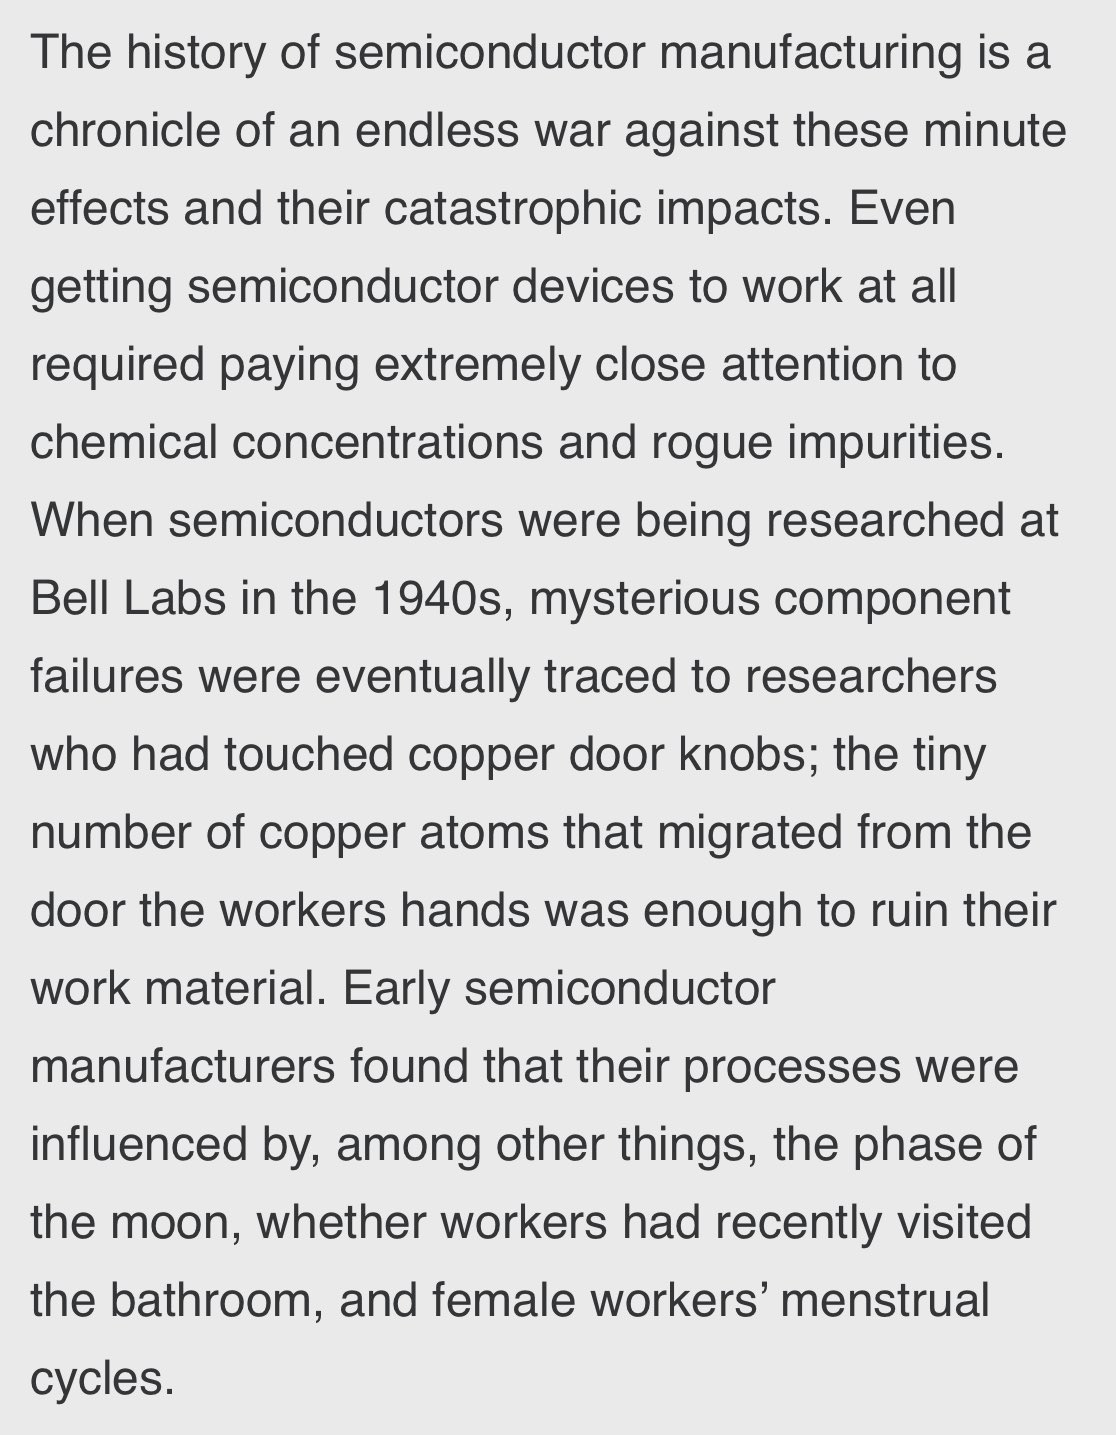 The history of semiconductor manufacturing is a
chronicle of an endless war against these minute
effects and their catastrophic impacts. Even
getting semiconductor devices to work at all
required paying extremely close attention to
chemical concentrations and rogue impurities.
When semiconductors were being researched at
Bell Labs in the 1940s, mysterious component
failures were eventually traced to researchers
who had touched copper door knobs; the tiny
number of copper atoms that migrated from the
door the workers hands was enough to ruin their
work material. Early semiconductor
manufacturers found that their processes were
influenced by, among other things, the phase of
the moon, whether workers had recently visited
the bathroom, and female workers’ menstrual
cycles.